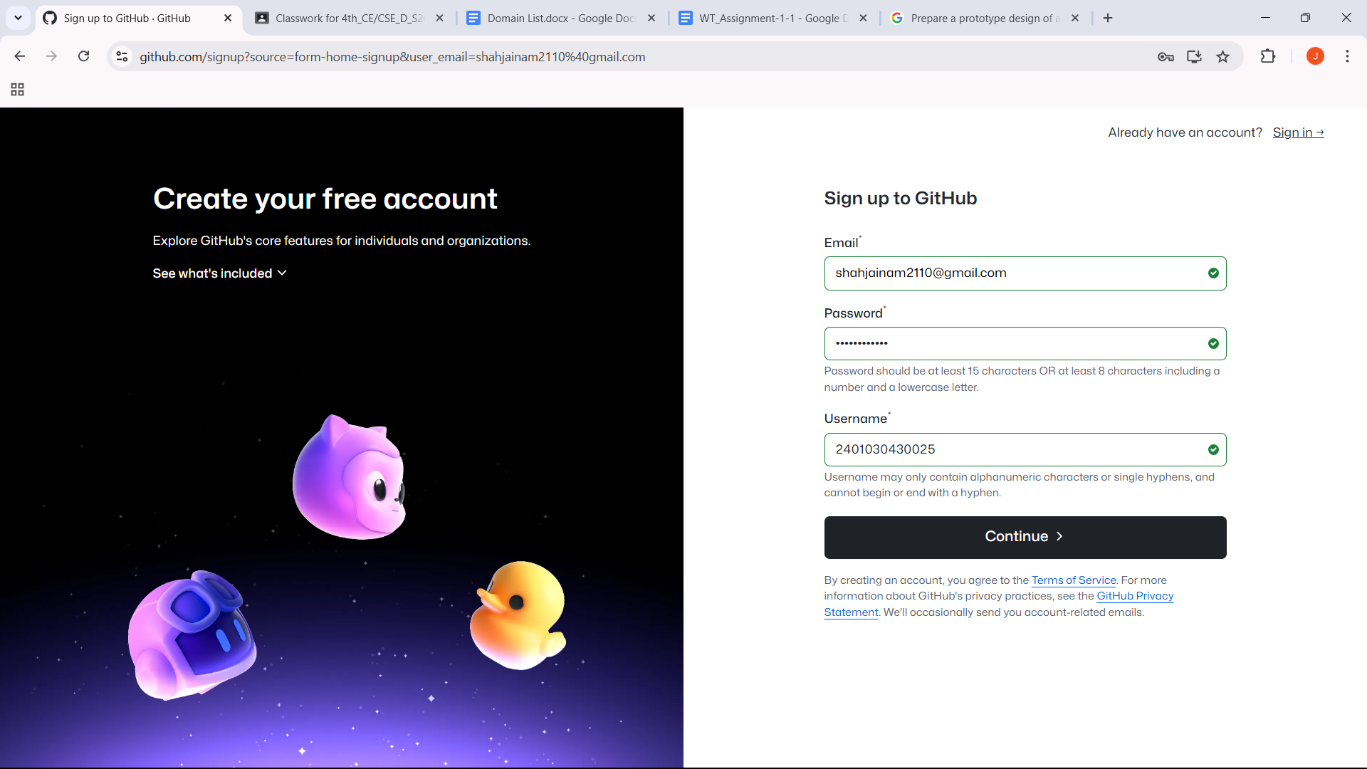 Sign up to GitHub · GitHub
Classwork for 4th_CE/CSE_D_S2
Domain List.docx - Google Doc
WT_Assignment-1-1 - Google D
Prepare a prototype design of a
github.com/signup?source=form-home-signup&user_email=shahjainam2110%40gmail.com
J
Already have an account? Sign in →
Create your free account
Explore GitHub's core features for individuals and organizations.
See what's included
Sign up to GitHub
Email*
shahjainam2110@gmail.com
Password*
••••••••••••
Password should be at least 15 characters OR at least 8 characters including a
number and a lowercase letter.
Username*
2401030430025
Username may only contain alphanumeric characters or single hyphens, and
cannot begin or end with a hyphen.
Continue
By creating an account, you agree to the Terms of Service. For more
information about GitHub's privacy practices, see the GitHub Privacy
Statement. We'll occasionally send you account-related emails.